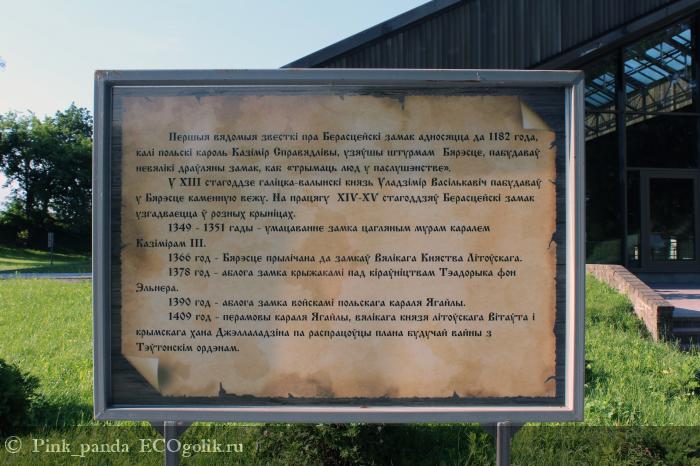 Першыя вядомыя звесткі пра Берасцейскі замак адносяцца да 1182 года,
калі польскі кароль Казімір Справядлівы, узяўшы штурмам Бярэсце, пабудаваў
невялікі драўляны замак, каб «трымаць люд у паслушэнстве».
У XIII стагоддзе галіцка-валынскі князь Уладзімір Васількавіч пабудаваў
у Бярэсце каменную вежу. На працягу XIV-XV стагоддзяў Берасцейскі замак
узгадваецца ў розных крыніцах.
1349 - 1351 гады - умацаванне замка цагляным мурам каралем
Казімірам III.
1366 год - Бярэсце прылічана да замкаў Вялікага Княства Літоўскага.
1378 год - аблога замка крыжакамі пад кіраўніцтвам Тэадорыка фон
Эльнера.
1390 год - аблога замка войскамі польскага караля Ягайлы.
1409 год - перамовы караля Ягайлы, вялікага князя літоўскага Вітаўта і
крымскага хана Джэллаладзіна па распрацоўцы плана будучай вайны з
Тэўтонскім ордэнам.
© Pink_panda ECOgolik.ru